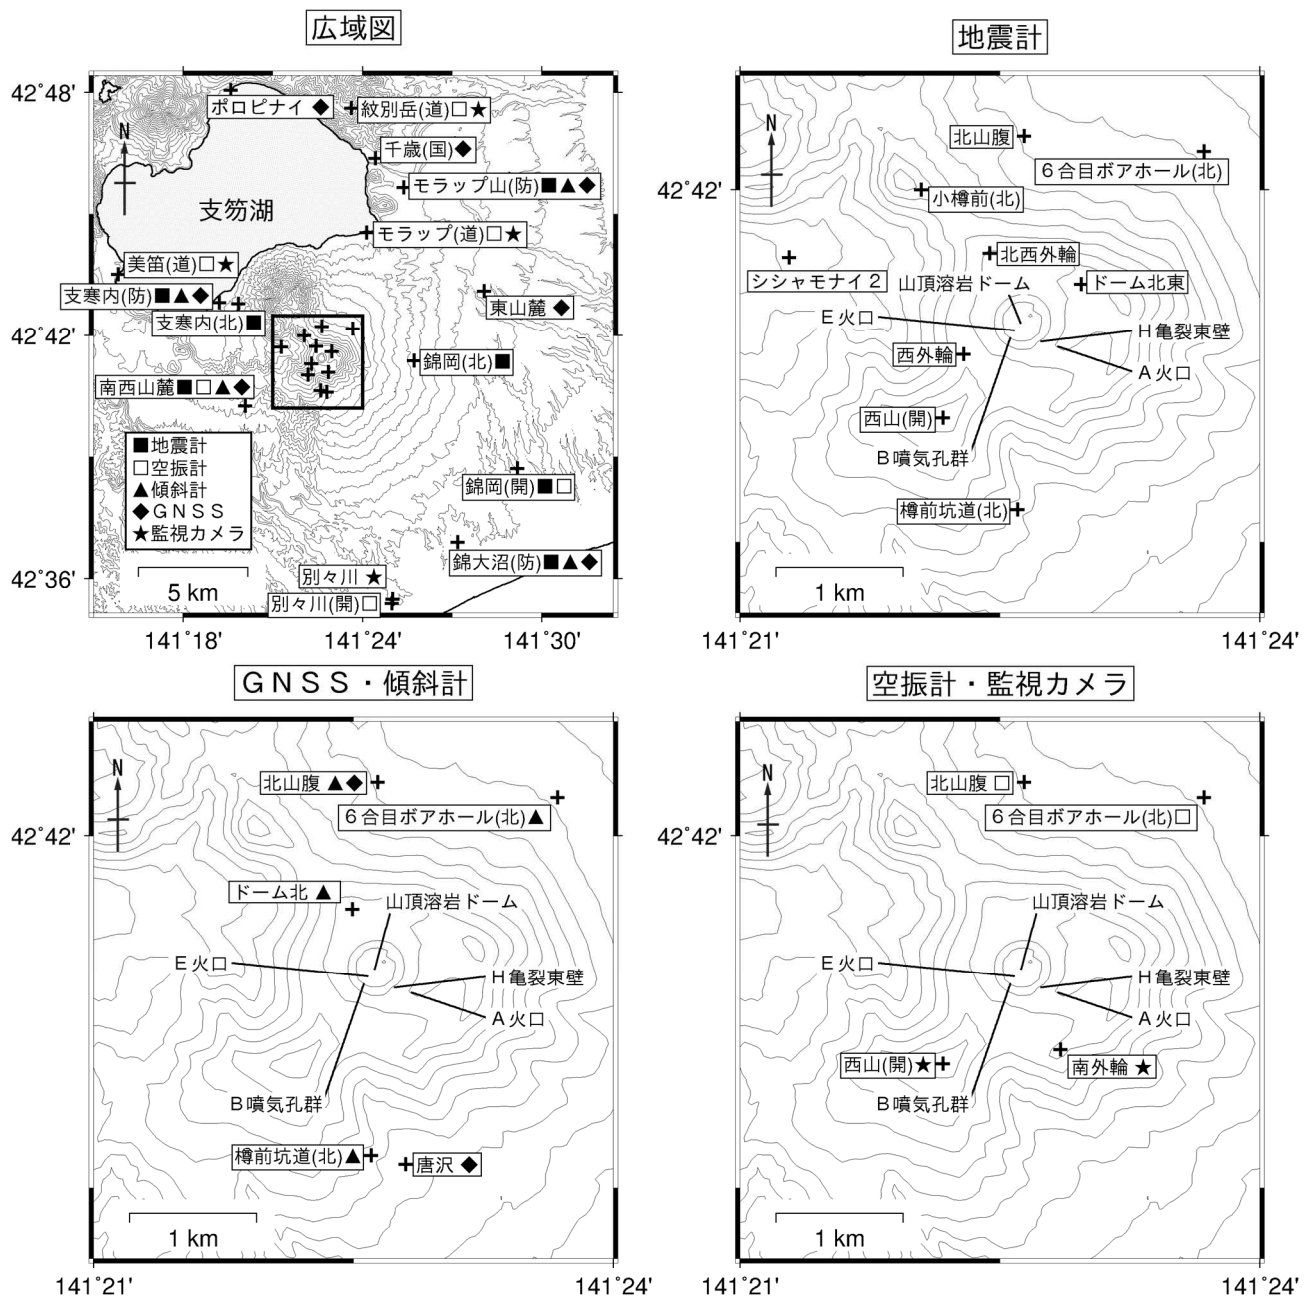 広域図
42°48'
42°42'
42°36'
141°18'
141°24'
141°30'
N
ポロピナイ ◆
紋別岳(道)□★
千歳(国)◆
モラップ山(防)■▲◆
支笏湖
モラップ(道)□★
美笛(道)□★
支寒内(防)■▲◆
支寒内(北)■
東山麓 ◆
錦岡(北)■
南西山麓■□▲◆
■地震計
□空振計
▲傾斜計
◆GNSS
★監視カメラ
錦岡(開)■□
錦大沼(防)■▲◆
別々川 ★
別々川(開)□
5 km
地震計
42°42'
141°21'
141°24'
N
北山腹
6合目ボアホール(北)
小樽前(北)
北西外輪
シシャモナイ2
山頂溶岩ドーム
ドーム北東
E火口
H亀裂東壁
西外輪
A火口
西山(開)
B噴気孔群
樽前坑道(北)
1 km
GNSS・傾斜計
42°42'
141°21'
141°24'
N
北山腹 ▲◆
6合目ボアホール(北)▲
ドーム北 ▲
山頂溶岩ドーム
E火口
H亀裂東壁
A火口
B噴気孔群
樽前坑道(北)▲
唐沢 ◆
1 km
空振計・監視カメラ
42°42'
141°21'
141°24'
N
北山腹 □
6合目ボアホール(北)□
山頂溶岩ドーム
E火口
H亀裂東壁
A火口
西山(開)★
南外輪 ★
B噴気孔群
1 km